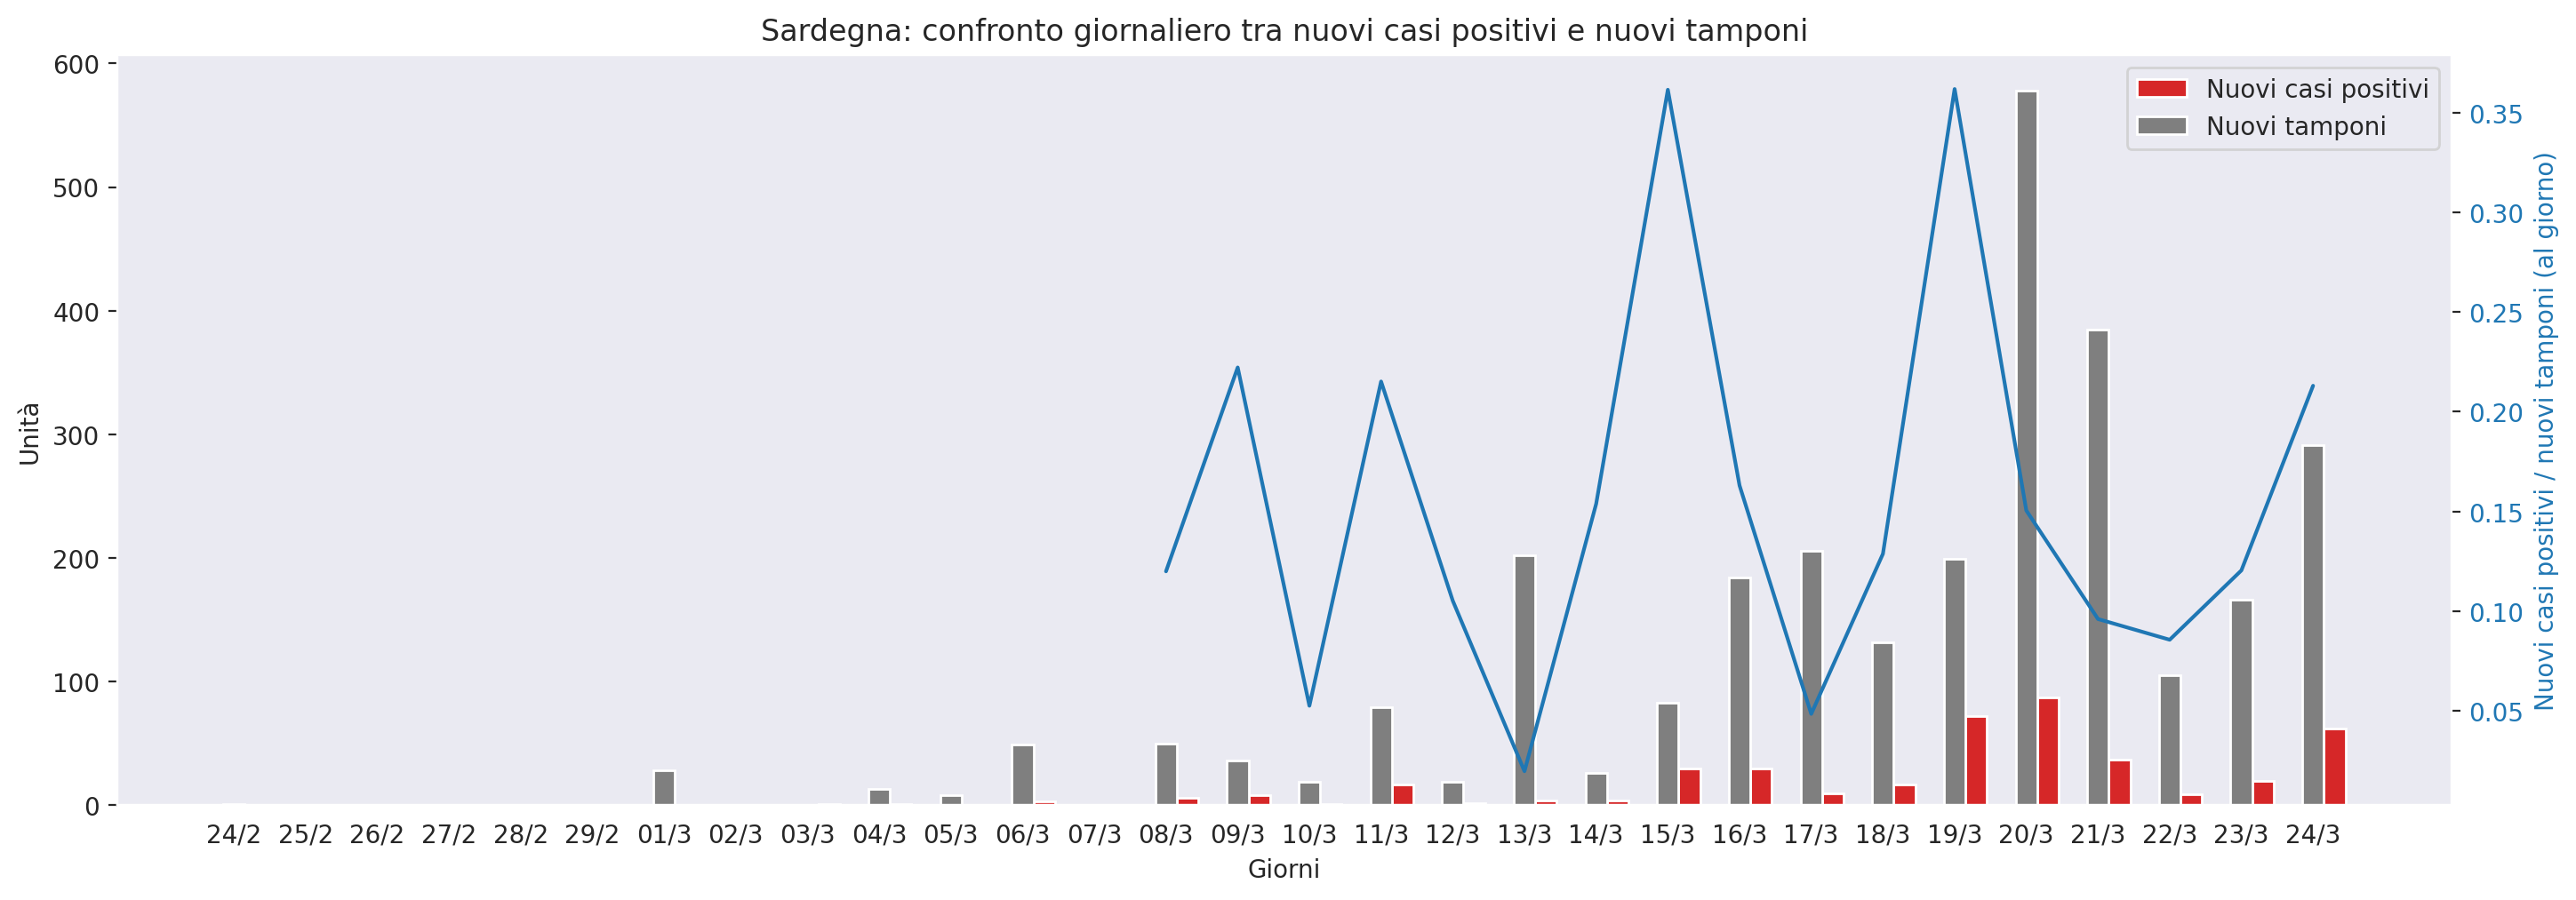 Sardegna: confronto giornaliero tra nuovi casi positivi e nuovi tamponi
Nuovi casi positivi
Nuovi tamponi
Unità
600
500
400
300
200
100
0
0.35
0.30
0.25
0.20
0.15
0.10
0.05
Nuovi casi positivi / nuovi tamponi (al giorno)
24/2 25/2 26/2 27/2 28/2 29/2 01/3 02/3 03/3 04/3 05/3 06/3 07/3 08/3 09/3 10/3 11/3 12/3 13/3 14/3 15/3 16/3 17/3 18/3 19/3 20/3 21/3 22/3 23/3 24/3
Giorni